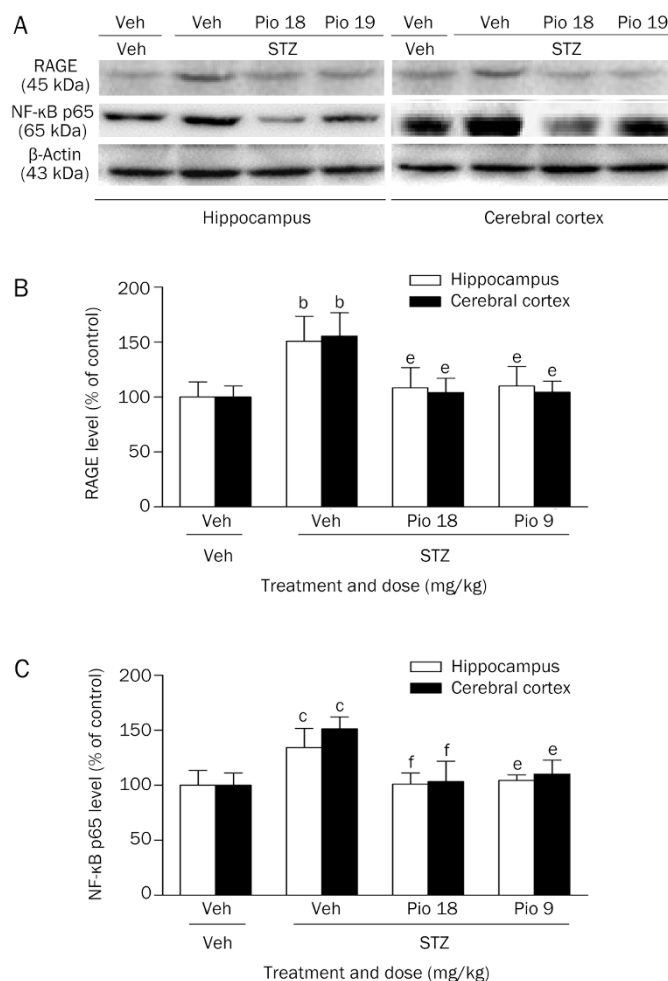 A
Veh Veh Pio 18 Pio 19 Veh Veh Pio 18 Pio 19
Veh STZ Veh STZ
RAGE
(45 kDa)
NF-κB p65
(65 kDa)
β-Actin
(43 kDa)
Hippocampus Cerebral cortex
B
Hippocampus
Cerebral cortex
RAGE level (% of control)
200
150
100
50
0
b b
e e
e e
Veh Veh Pio 18 Pio 9
Veh STZ
Treatment and dose (mg/kg)
C
Hippocampus
Cerebral cortex
NF-κB p65 level (% of control)
200
150
100
50
0
c c
f f
e e
Veh Veh Pio 18 Pio 9
Veh STZ
Treatment and dose (mg/kg)